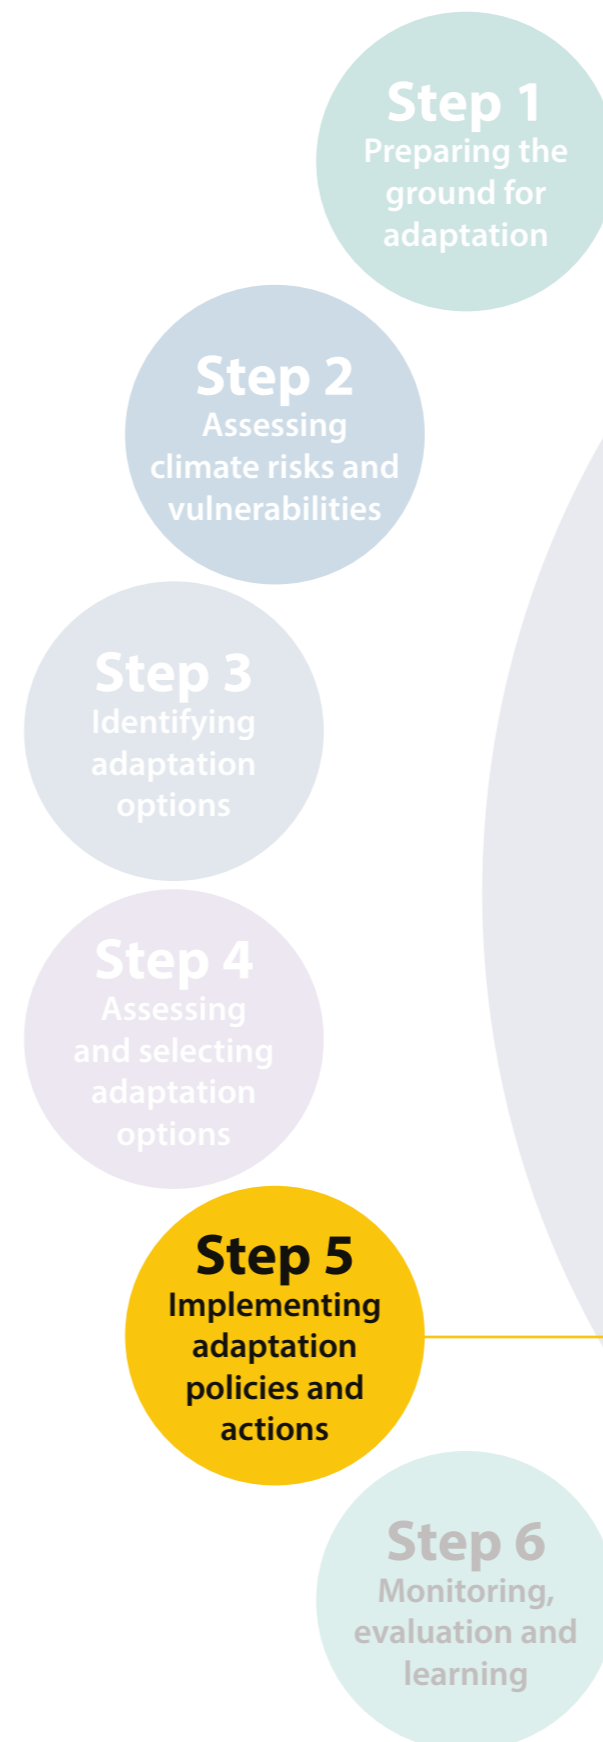 Step 1
Preparing the
ground for
adaptation
Step 2
Assessing
climate risks and
vulnerabilities
Step 3
Identifying
adaptation
options
Step 4
Assessing
and selecting
adaptation
options
Step 5
Implementing
adaptation
policies and
actions
Step 6
Monitoring,
evaluation and
learning